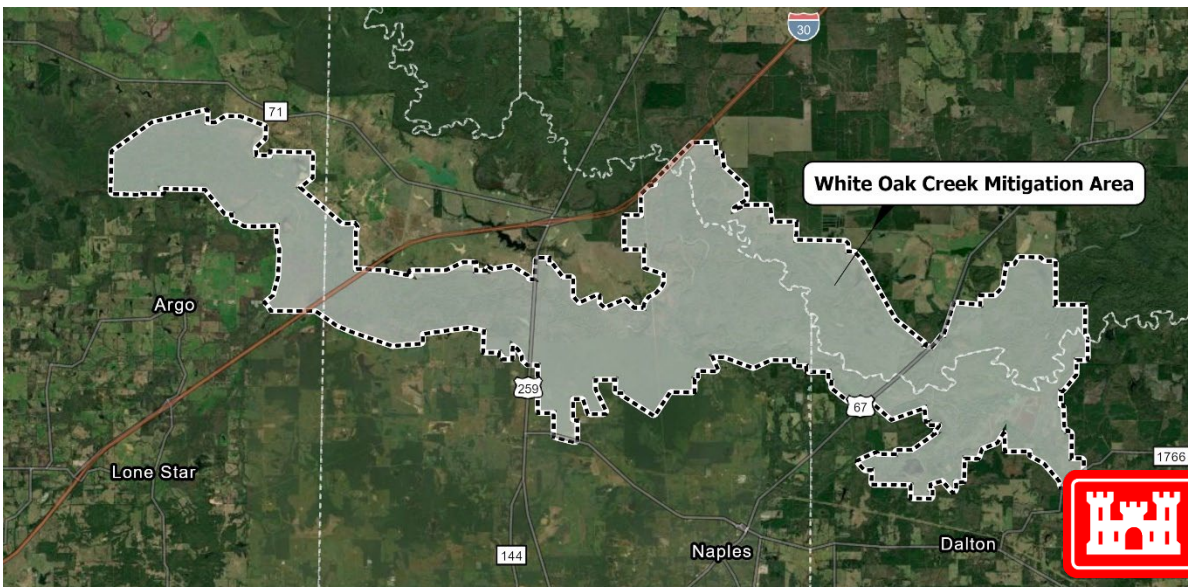 30
71
White Oak Creek Mitigation Area
Argo
259
67
Lone Star
1766
144
Naples
Dalton